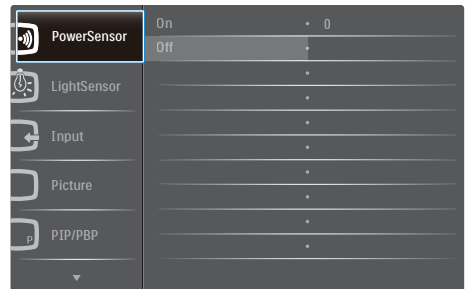 PowerSensor
LightSensor
Input
Picture
P PIP/PBP
On • 0
Off •